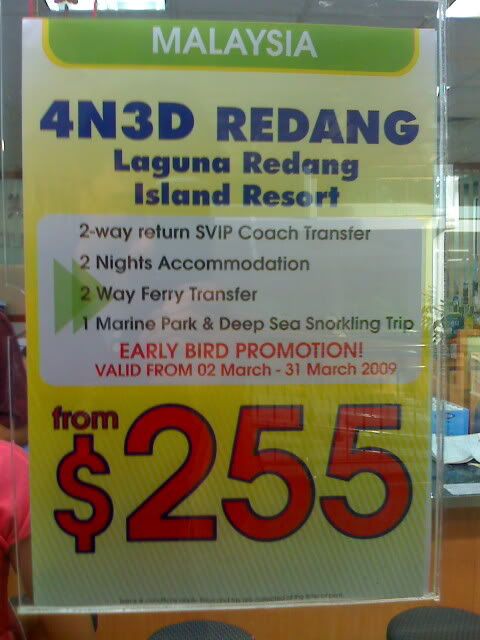 MALAYSIA
4N3D REDANG
Laguna Redang
Island Resort
2-way return SVIP Coach Transfer
2 Nights Accommodation
2 Way Ferry Transfer
1 Marine Park & Deep Sea Snorkling Trip
EARLY BIRD PROMOTION!
VALID FROM 02 March - 31 March 2009
from
$255